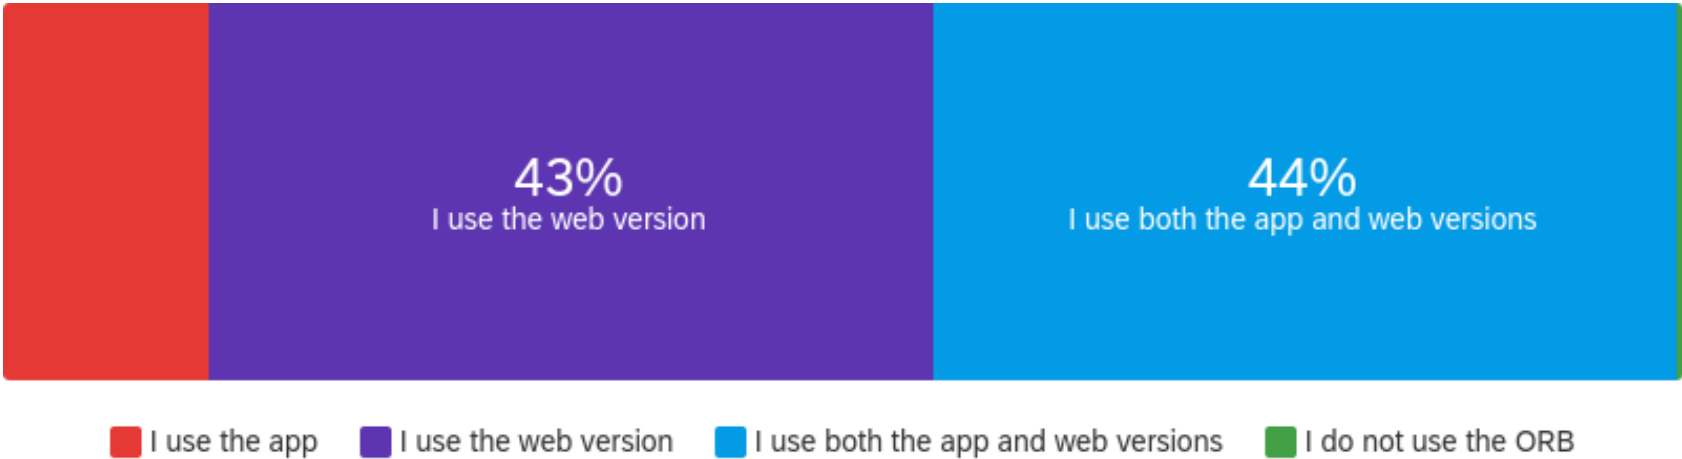 43%
I use the web version
44%
I use both the app and web versions
I use the app
I use the web version
I use both the app and web versions
I do not use the ORB